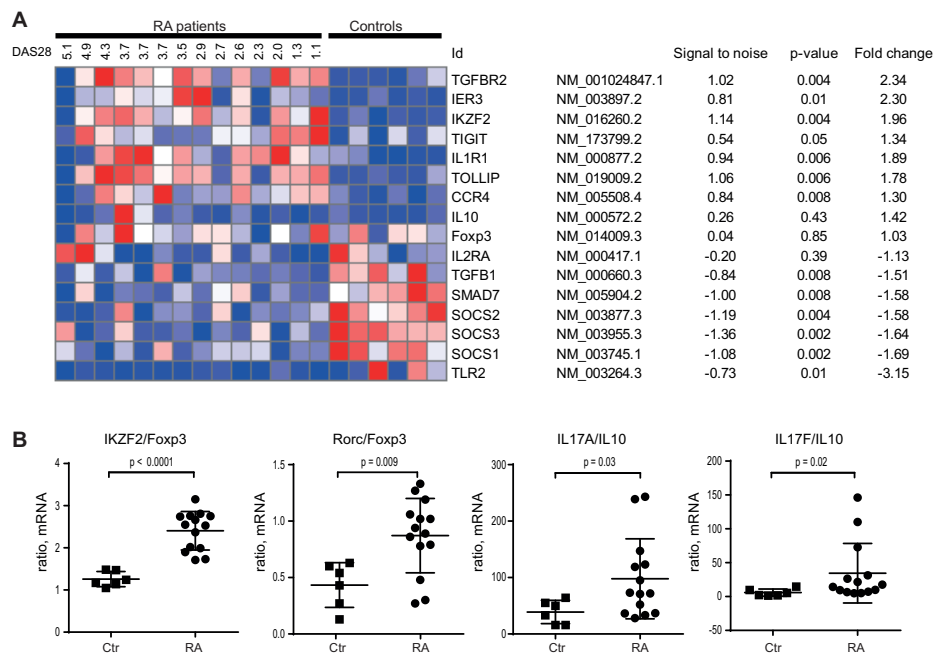 A
RA patients Controls
DAS28 5.1 4.9 4.3 3.7 3.7 3.7 3.5 2.9 2.7 2.6 2.3 2.0 1.3 1.1 Id Signal to noise p-value Fold change
TGFBR2 NM_001024847.1 1.02 0.004 2.34
IER3 NM_003897.2 0.81 0.01 2.30
IKZF2 NM_016260.2 1.14 0.004 1.96
TIGIT NM_173799.2 0.54 0.05 1.34
IL1R1 NM_000877.2 0.94 0.006 1.89
TOLLIP NM_019009.2 1.06 0.006 1.78
CCR4 NM_005508.4 0.84 0.008 1.30
IL10 NM_000572.2 0.26 0.43 1.42
Foxp3 NM_014009.3 0.04 0.85 1.03
IL2RA NM_000417.1 -0.20 0.39 -1.13
TGFB1 NM_000660.3 -0.84 0.008 -1.51
SMAD7 NM_005904.2 -1.00 0.008 -1.58
SOCS2 NM_003877.3 -1.19 0.004 -1.58
SOCS3 NM_003955.3 -1.36 0.002 -1.64
SOCS1 NM_003745.1 -1.08 0.002 -1.69
TLR2 NM_003264.3 -0.73 0.01 -3.15
B
IKZF2/Foxp3
p < 0.0001
ratio, mRNA
4
3
2
1
0
Ctr RA
Rorc/Foxp3
p = 0.009
ratio, mRNA
1.5
1.0
0.5
0.0
Ctr RA
IL17A/IL10
p = 0.03
ratio, mRNA
300
200
100
0
Ctr RA
IL17F/IL10
p = 0.02
ratio, mRNA
200
150
100
50
0
-50
Ctr RA